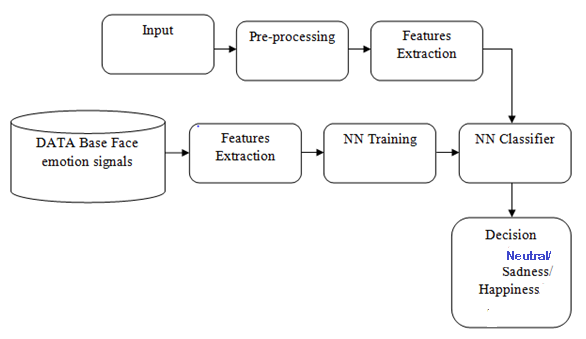 Input
Pre-processing
Features
Extraction
DATA Base Face
emotion signals
Features
Extraction
NN Training
NN Classifier
Decision
Neutral/
Sadness/
Happiness